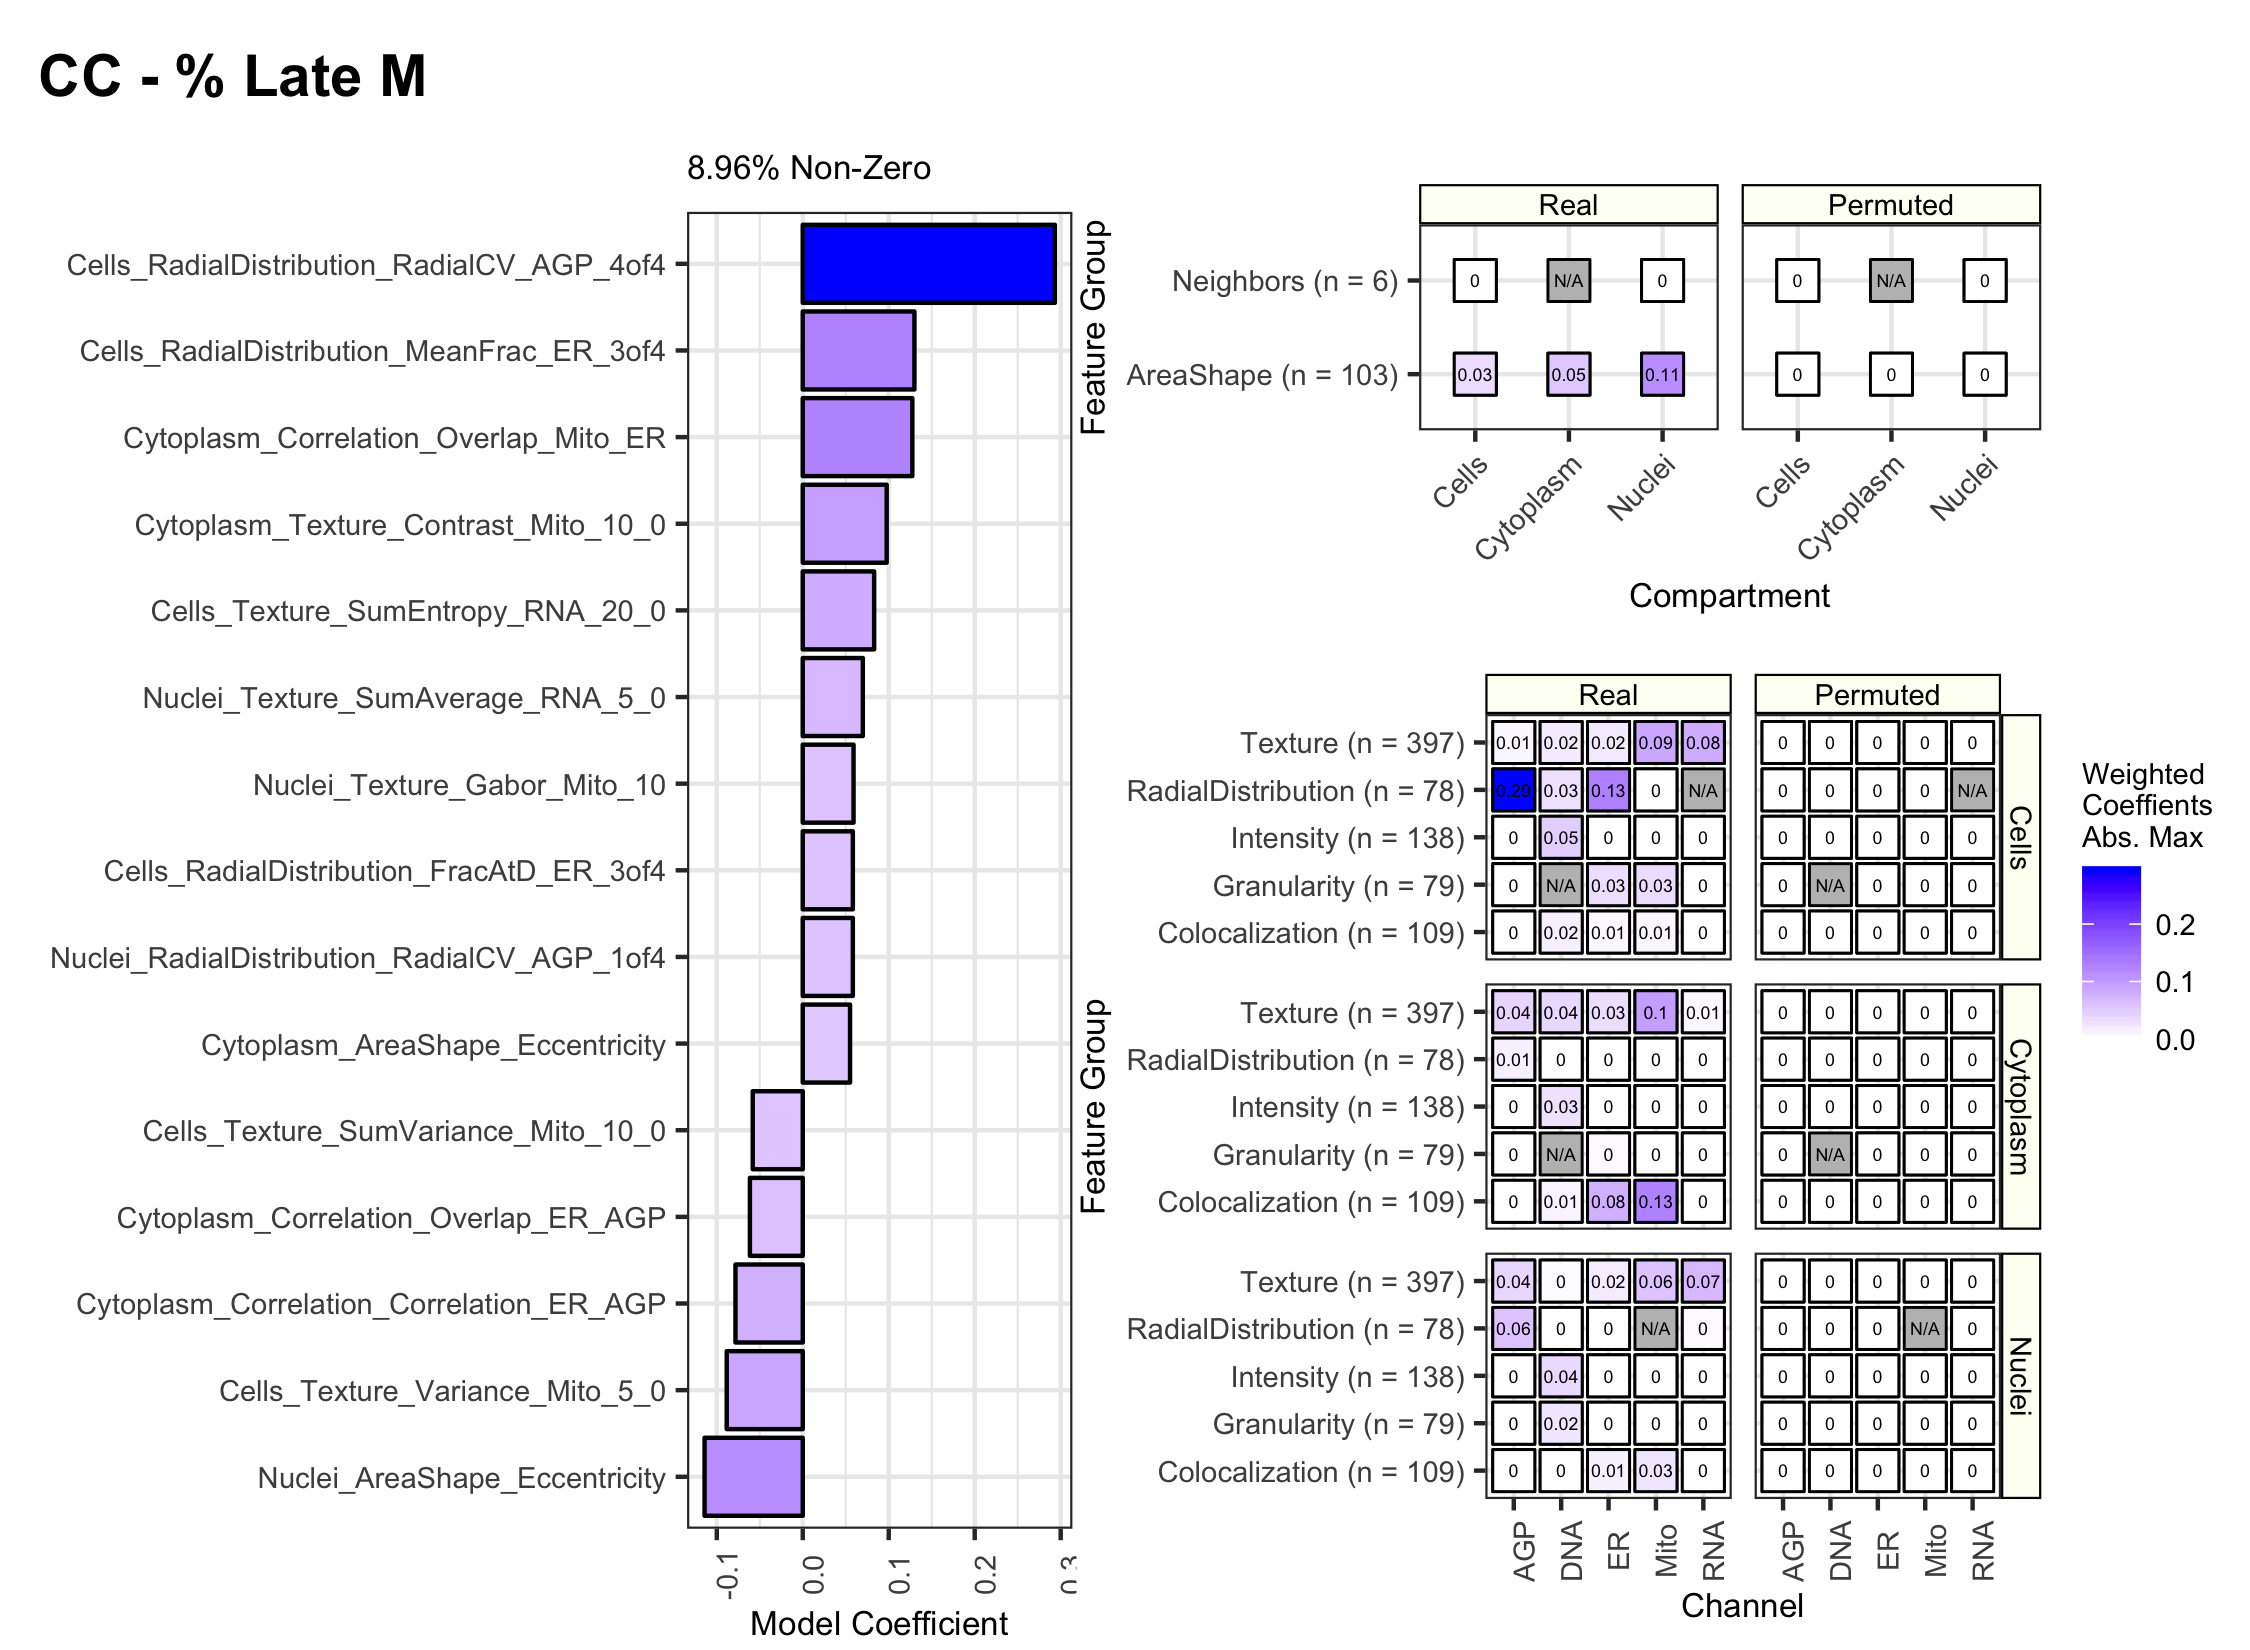 CC - % Late M
8.96% Non-Zero
Cells_RadialDistribution_RadialCV_AGP_4of4
Cells_RadialDistribution_MeanFrac_ER_3of4
Cytoplasm_Correlation_Overlap_Mito_ER
Cytoplasm_Texture_Contrast_Mito_10_0
Cells_Texture_SumEntropy_RNA_20_0
Nuclei_Texture_SumAverage_RNA_5_0
Nuclei_Texture_Gabor_Mito_10
Cells_RadialDistribution_FracAtD_ER_3of4
Nuclei_RadialDistribution_RadialCV_AGP_1of4
Cytoplasm_AreaShape_Eccentricity
Cells_Texture_SumVariance_Mito_10_0
Cytoplasm_Correlation_Overlap_ER_AGP
Cytoplasm_Correlation_Correlation_ER_AGP
Cells_Texture_Variance_Mito_5_0
Nuclei_AreaShape_Eccentricity
-0.1 0.0 0.1 0.2 0.3
Model Coefficient
Feature Group
Real Permuted
Neighbors (n = 6) 0 N/A 0 0 N/A 0
AreaShape (n = 103) 0.03 0.05 0.11 0 0 0
Cells Cytoplasm Nuclei Cells Cytoplasm Nuclei
Compartment
Feature Group
Real Permuted
Texture (n = 397) 0.01 0.02 0.02 0.09 0.08 0 0 0 0 0
RadialDistribution (n = 78) 0.29 0.03 0.13 0 N/A 0 0 0 0 N/A
Intensity (n = 138) 0 0.05 0 0 0 0 0 0 0 0
Granularity (n = 79) 0 N/A 0.03 0.03 0 0 N/A 0 0 0
Colocalization (n = 109) 0 0.02 0.01 0.01 0 0 0 0 0 0
Cells
Texture (n = 397) 0.04 0.04 0.03 0.1 0.01 0 0 0 0 0
RadialDistribution (n = 78) 0.01 0 0 0 0 0 0 0 0 0
Intensity (n = 138) 0 0.03 0 0 0 0 0 0 0 0
Granularity (n = 79) 0 N/A 0 0 0 0 N/A 0 0 0
Colocalization (n = 109) 0 0.01 0.08 0.13 0 0 0 0 0 0
Cytoplasm
Texture (n = 397) 0.04 0 0.02 0.06 0.07 0 0 0 0 0
RadialDistribution (n = 78) 0.06 0 0 N/A 0 0 0 0 N/A 0
Intensity (n = 138) 0 0.04 0 0 0 0 0 0 0 0
Granularity (n = 79) 0 0.02 0 0 0 0 0 0 0 0
Colocalization (n = 109) 0 0 0.01 0.03 0 0 0 0 0 0
Nuclei
AGP DNA ER Mito RNA AGP DNA ER Mito RNA
Channel
Weighted
Coeffients
Abs. Max
0.2
0.1
0.0